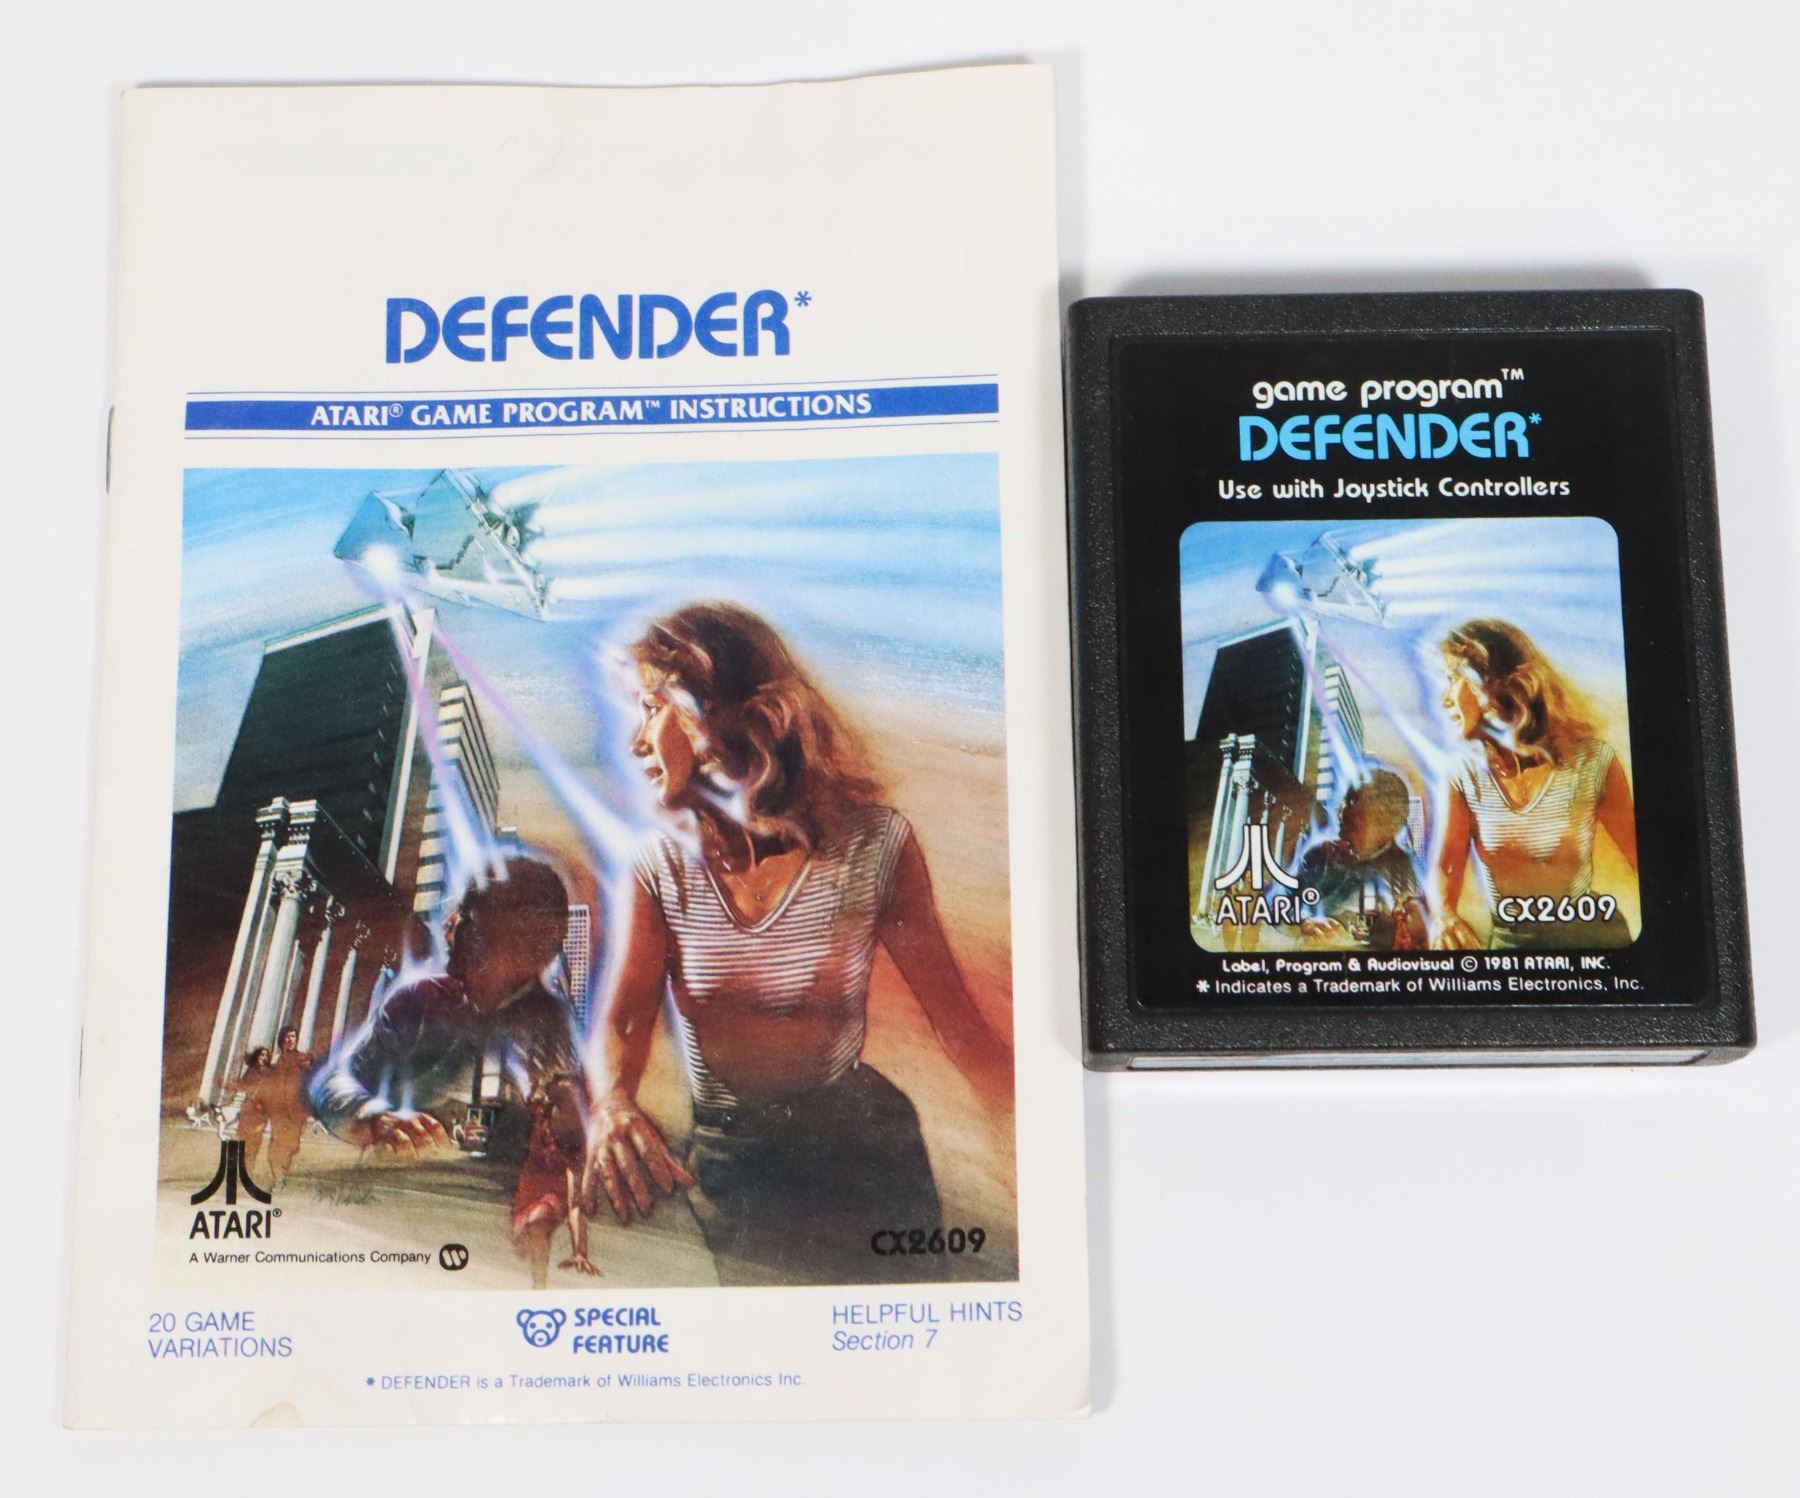 DEFENDER*
ATARI® GAME PROGRAM™ INSTRUCTIONS
ATARI®
A Warner Communications Company
CX2609
20 GAME
VARIATIONS
SPECIAL
FEATURE
HELPFUL HINTS
Section 7
* DEFENDER is a Trademark of Williams Electronics Inc.
game program™
DEFENDER*
Use with Joystick Controllers
ATARI®
CX2609
Label, Program & Audiovisual © 1981 ATARI, INC.
* Indicates a Trademark of Williams Electronics, Inc.